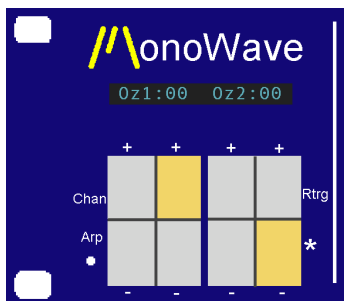 MonoWave
Oz1:00 Oz2:00
+ + + +
Chan Rtrg
Arp *
- - - -